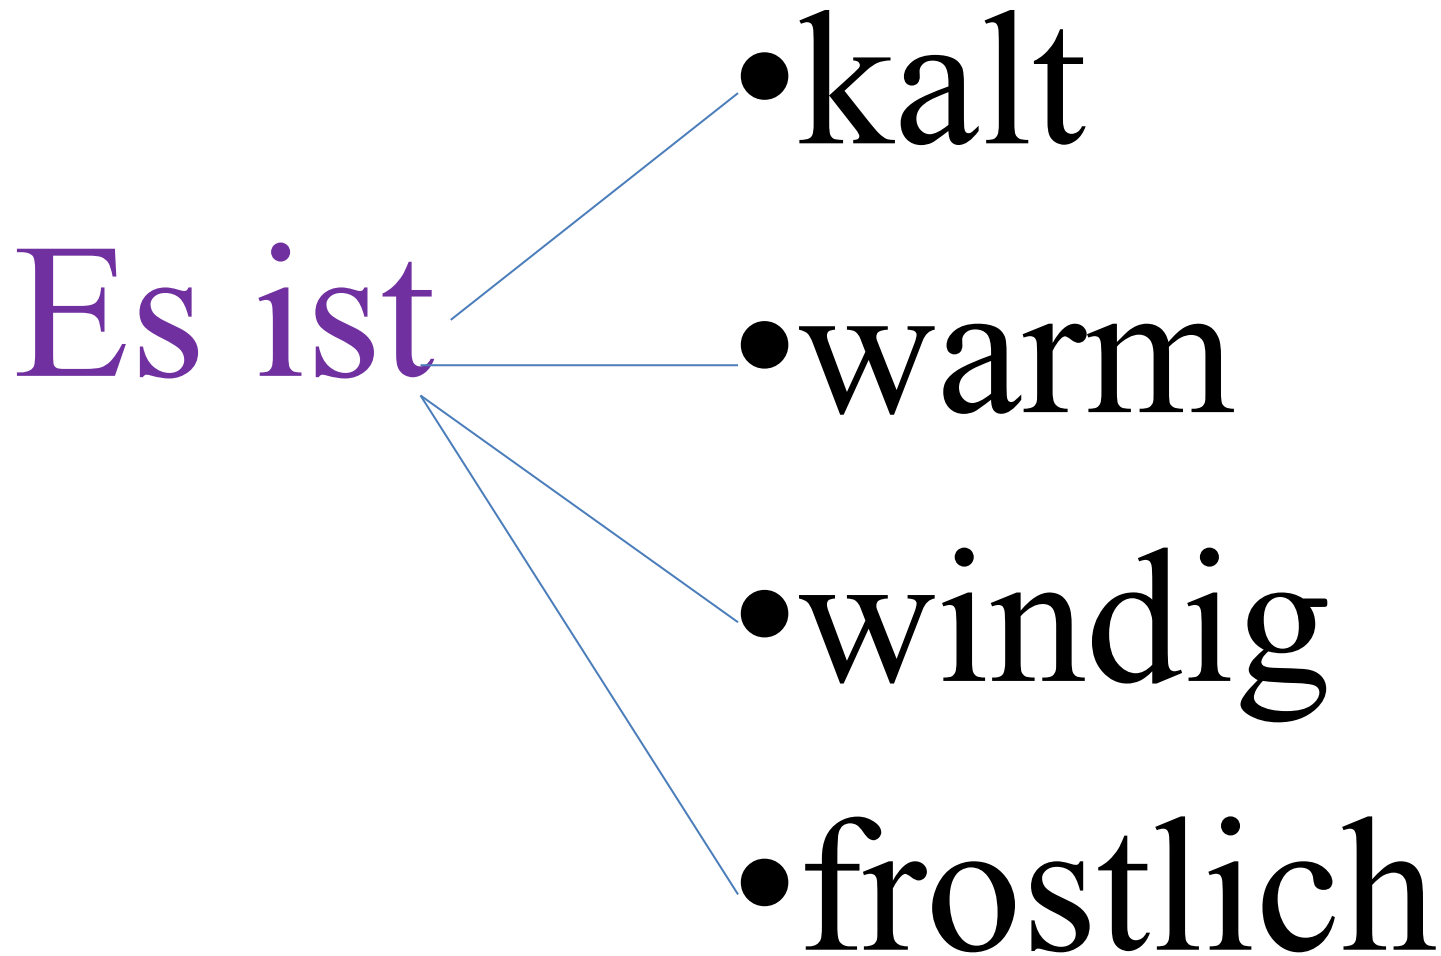 •kalt
Es ist
•warm
•windig
•frostlich